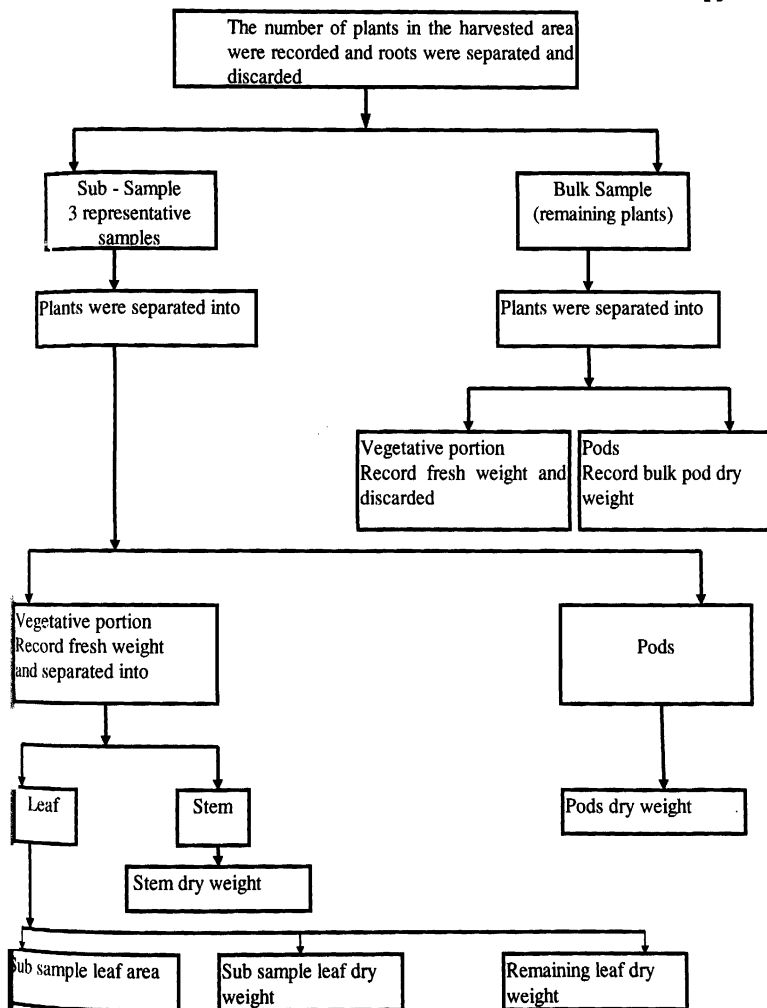 The number of plants in the harvested area
were recorded and roots were separated and
discarded
Sub - Sample
3 representative
samples
Bulk Sample
(remaining plants)
Plants were separated into
Plants were separated into
Vegetative portion
Record fresh weight and
discarded
Pods
Record bulk pod dry
weight
Vegetative portion
Record fresh weight
and separated into
Pods
Leaf
Stem
Pods dry weight
Stem dry weight
Sub sample leaf area
Sub sample leaf dry
weight
Remaining leaf dry
weight